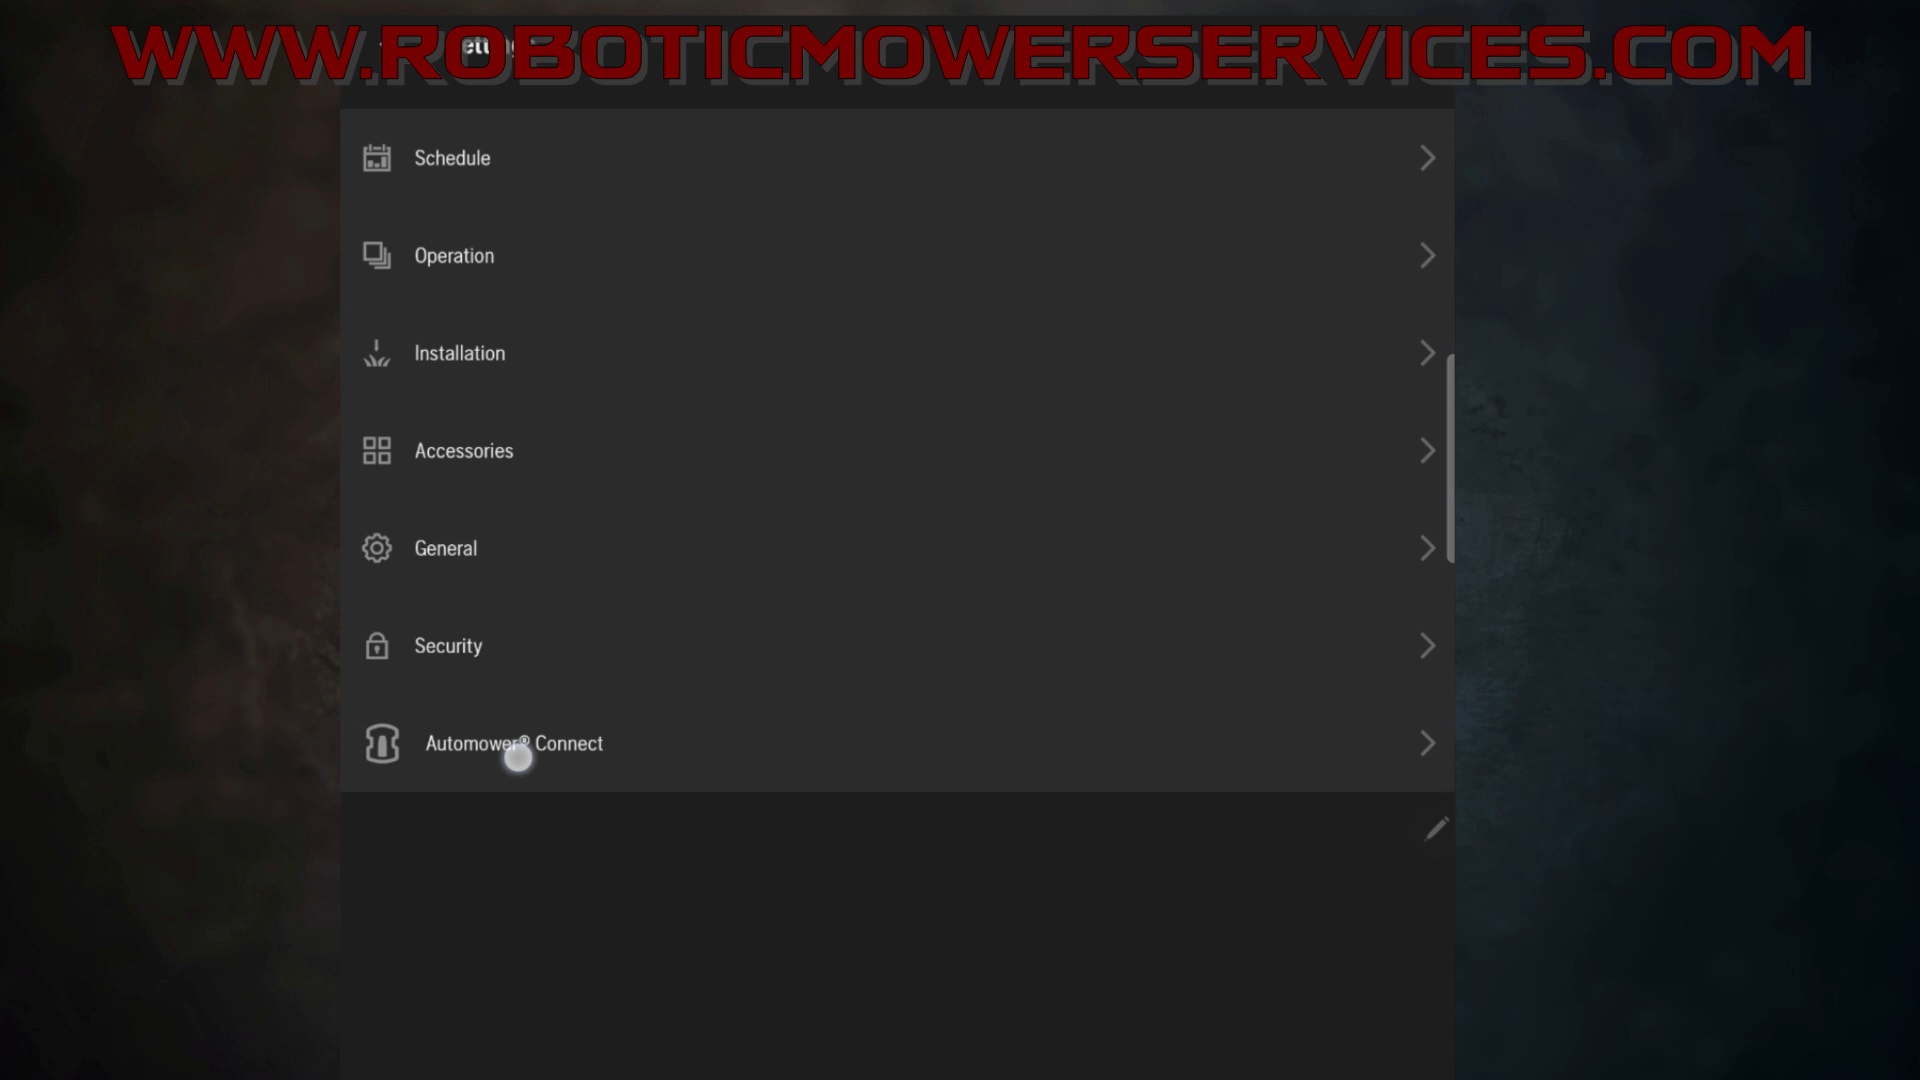 WWW.ROBOTICMOWERSERVICES.COM
Schedule
Operation
Installation
Accessories
General
Security
Automower® Connect